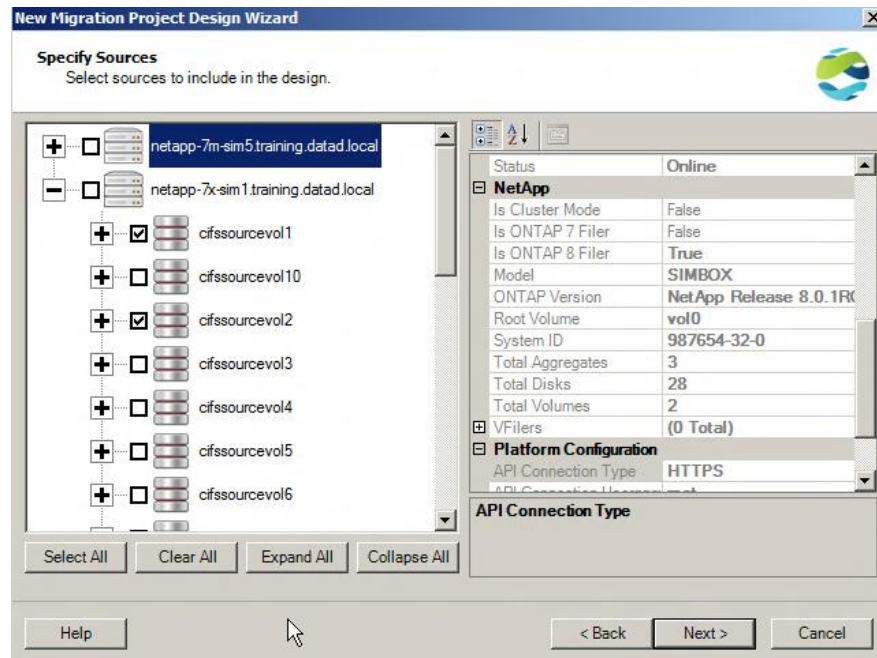 New Migration Project Design Wizard
Specify Sources
Select sources to include in the design.
netapp-7m-sim5.training.datad.local
netapp-7x-sim1.training.datad.local
cifssourcevol1
cifssourcevol10
cifssourcevol2
cifssourcevol3
cifssourcevol4
cifssourcevol5
cifssourcevol6
Select All
Clear All
Expand All
Collapse All
Status Online
NetApp
Is Cluster Mode False
Is ONTAP 7 Filer False
Is ONTAP 8 Filer True
Model SIMBOX
ONTAP Version NetApp Release 8.0.1R
Root Volume vol0
System ID 987654-32-0
Total Aggregates 3
Total Disks 28
Total Volumes 2
VFilers (0 Total)
Platform Configuration
API Connection Type HTTPS
API Connection
API Connection Type
Help
< Back
Next >
Cancel